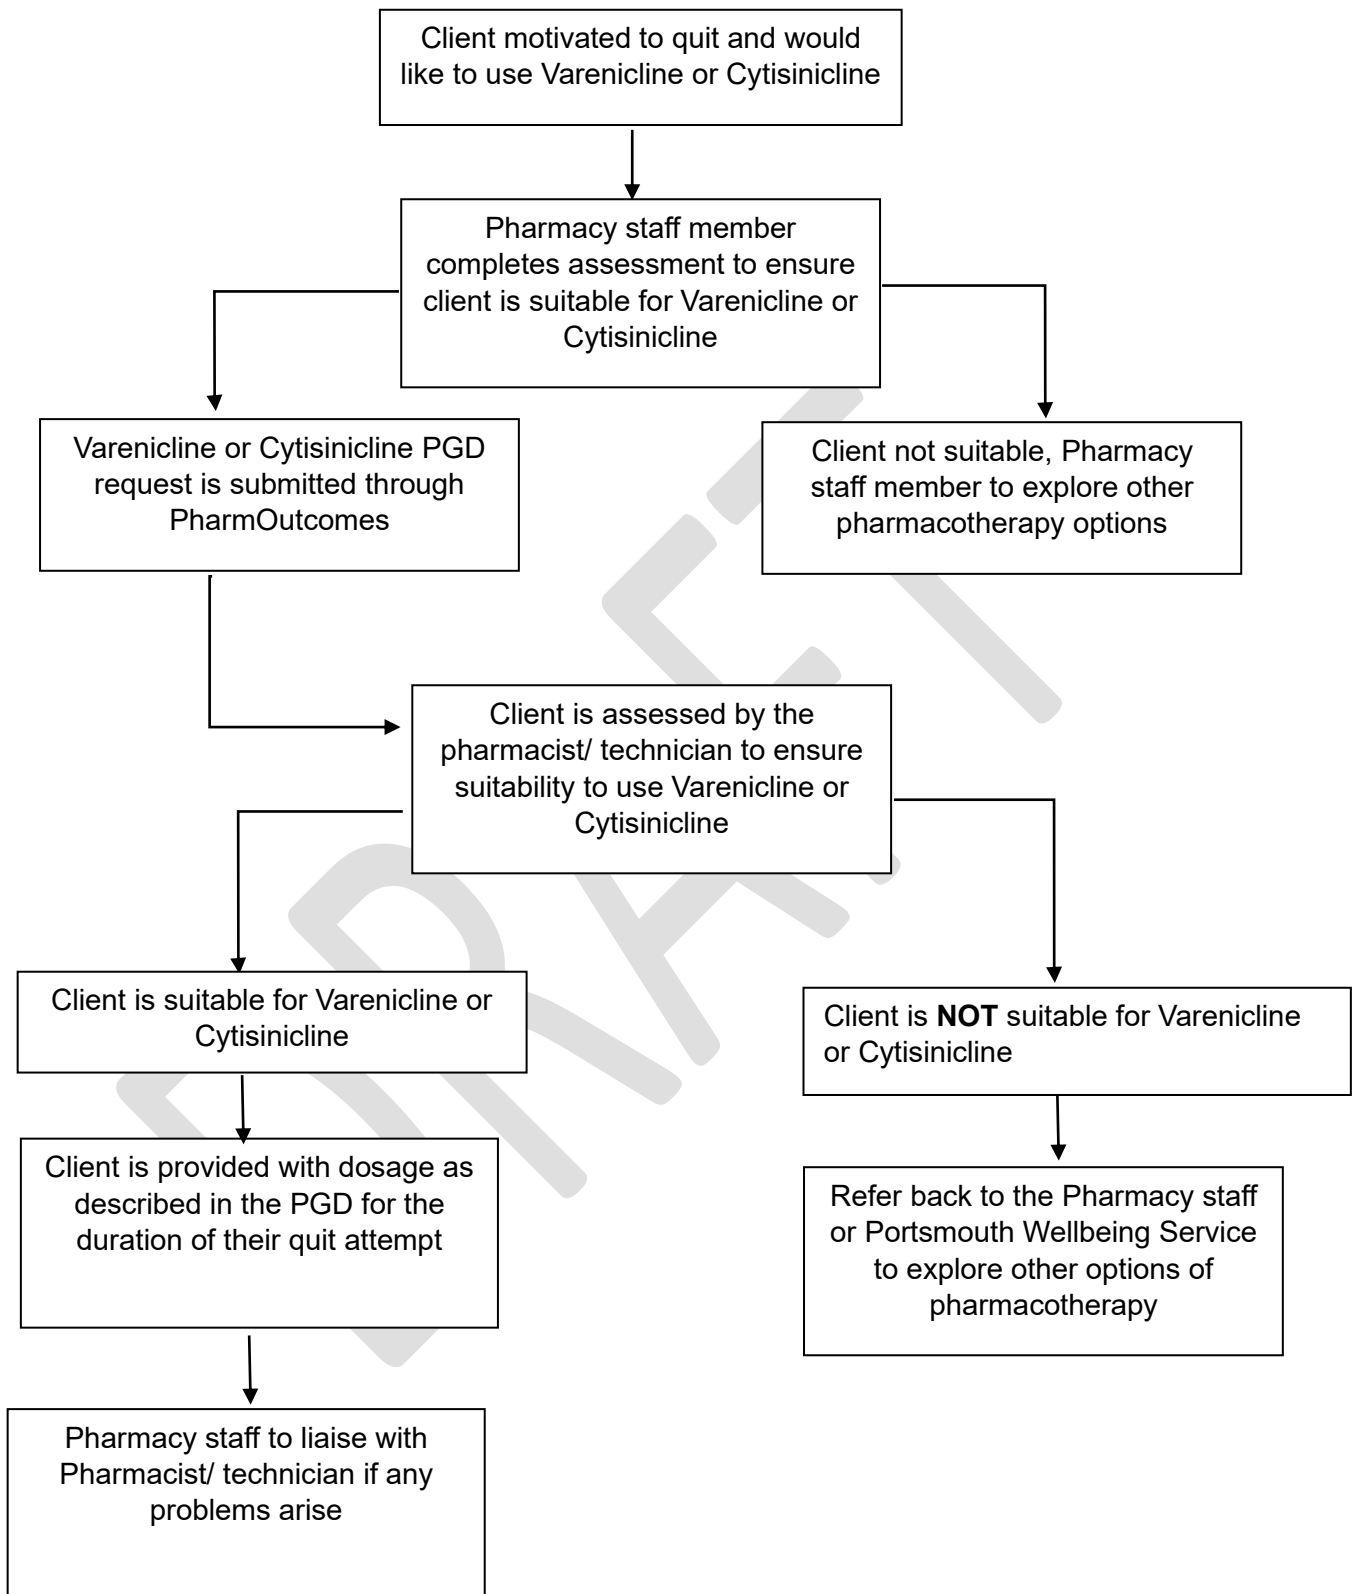 Client motivated to quit and would
like to use Varenicline or Cytisinicline
Pharmacy staff member
completes assessment to ensure
client is suitable for Varenicline or
Cytisinicline
Varenicline or Cytisinicline PGD
request is submitted through
PharmOutcomes
Client not suitable, Pharmacy
staff member to explore other
pharmacotherapy options
Client is assessed by the
pharmacist/ technician to ensure
suitability to use Varenicline or
Cytisinicline
Client is suitable for Varenicline or
Cytisinicline
Client is NOT suitable for Varenicline
or Cytisinicline
Client is provided with dosage as
described in the PGD for the
duration of their quit attempt
Refer back to the Pharmacy staff
or Portsmouth Wellbeing Service
to explore other options of
pharmacotherapy
Pharmacy staff to liaise with
Pharmacist/ technician if any
problems arise
DRAFT